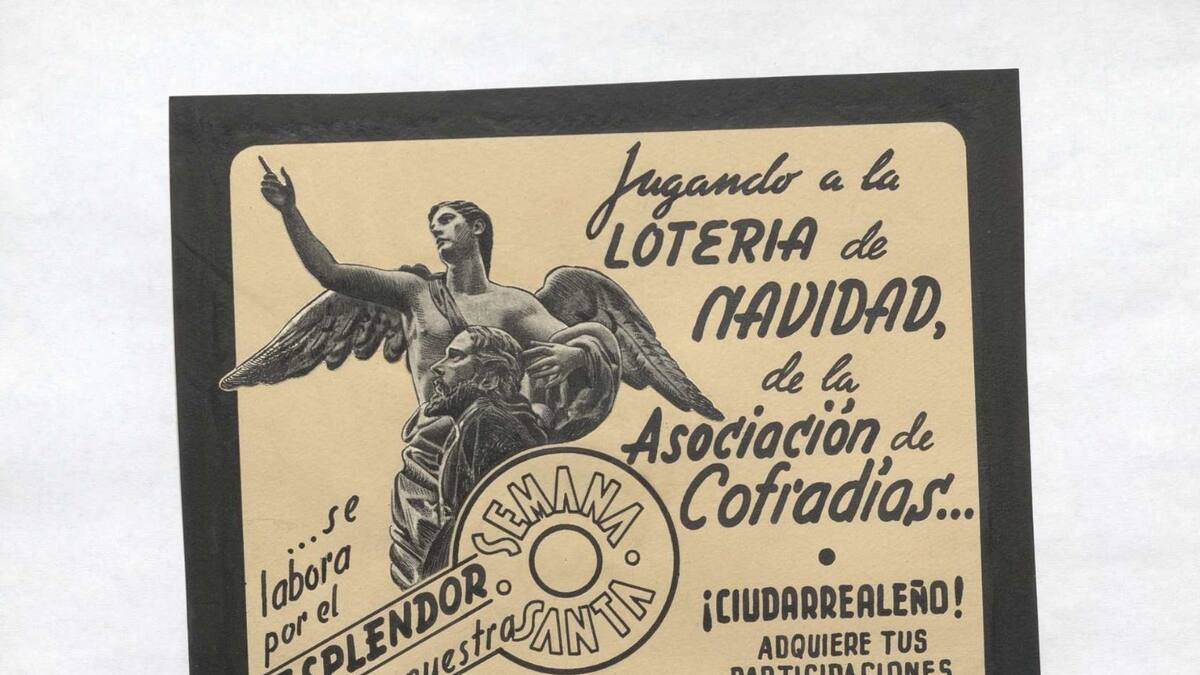 Jugando a la
LOTERIA de
NAVIDAD,
de la
Asociación de
Cofradías...
...se
labora
por el
ESPLENDOR
nuestra
SEMANA
SANTA
¡CIUDARREALEÑO!
ADQUIERE TUS
PARTICIPACIONES